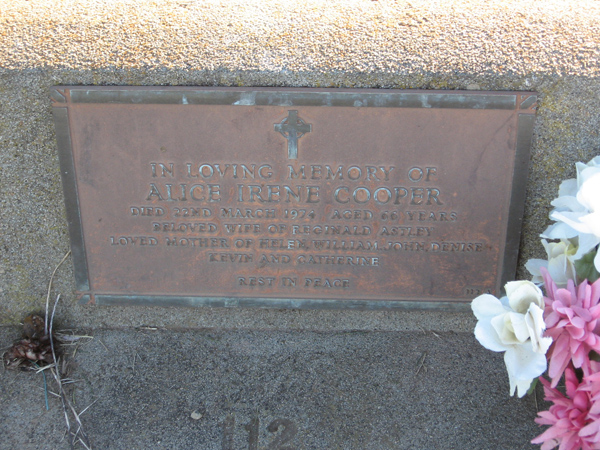 IN LOVING MEMORY OF
ALICE IRENE COOPER
DIED 22ND MARCH 1974 AGED 66 YEARS
BELOVED WIFE OF REGINALD ASTLEY
LOVED MOTHER OF HELEN, WILLIAM, JOHN, DENISE
KEVIN AND CATHERINE
REST IN PEACE
112